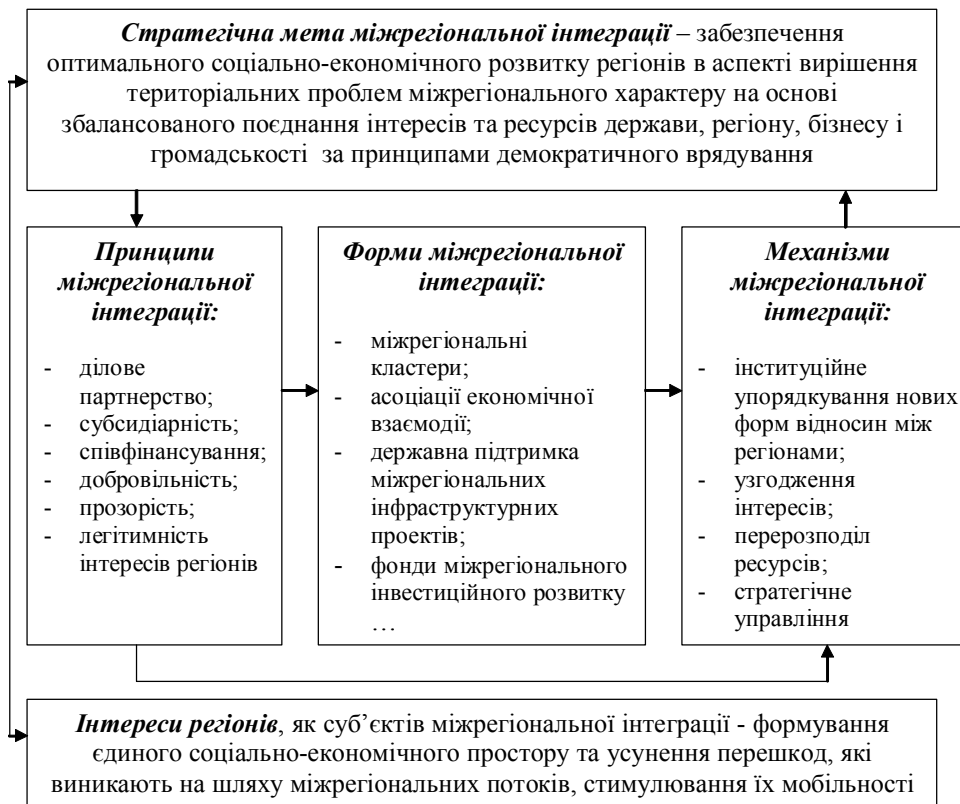 Стратегічна мета міжрегіональної інтеграції – забезпечення
оптимального соціально-економічного розвитку регіонів в аспекті вирішення
територіальних проблем міжрегіонального характеру на основі
збалансованого поєднання інтересів та ресурсів держави, регіону, бізнесу і
громадськості за принципами демократичного врядування
Принципи
міжрегіональної
інтеграції:
- ділове
партнерство;
- субсидіарність;
- співфінансування;
- добровільність;
- прозорість;
- легітимність
інтересів регіонів
Форми міжрегіональної
інтеграції:
- міжрегіональні
кластери;
- асоціації економічної
взаємодії;
- державна підтримка
міжрегіональних
інфраструктурних
проектів;
- фонди міжрегіонального
інвестиційного розвитку
…
Механізми
міжрегіональної
інтеграції:
- інституційне
упорядкування нових
форм відносин між
регіонами;
- узгодження
інтересів;
- перерозподіл
ресурсів;
- стратегічне
управління
Інтереси регіонів, як суб’єктів міжрегіональної інтеграції - формування
єдиного соціально-економічного простору та усунення перешкод, які
виникають на шляху міжрегіональних потоків, стимулювання їх мобільності